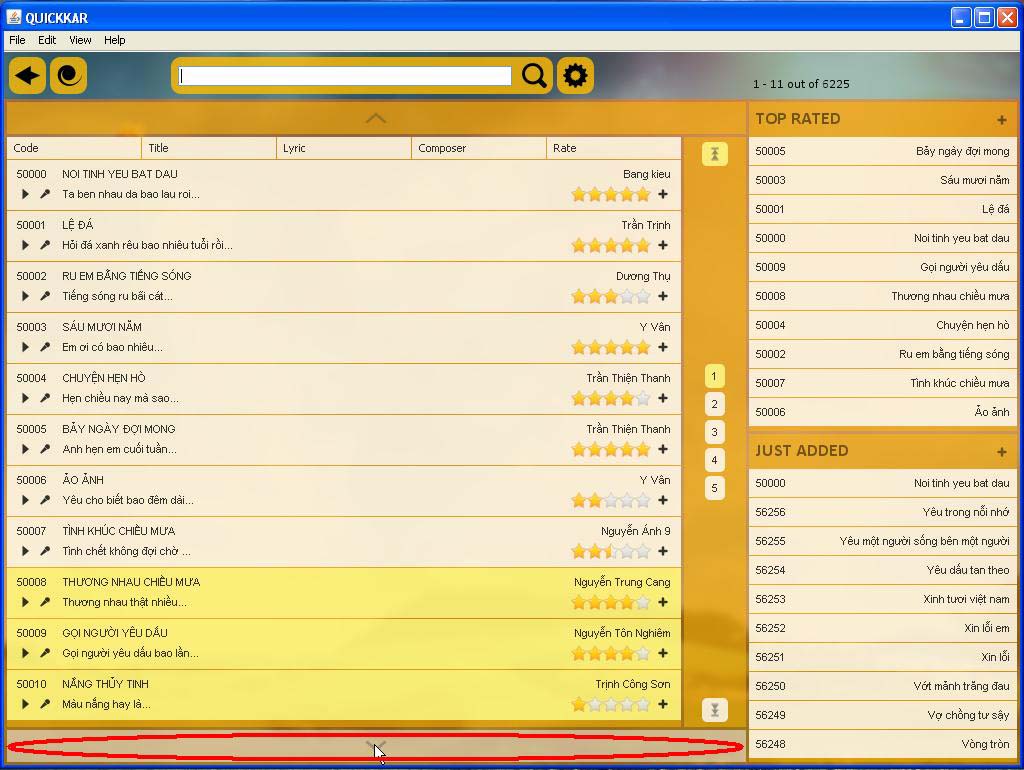 QUICKKAR
File Edit View Help
1 - 11 out of 6225
Code Title Lyric Composer Rate
50000 NOI TINH YEU BAT DAU Bang kieu
Ta ben nhau da bao lau roi...
50001 LỆ ĐÁ Trần Trịnh
Hỏi đá xanh rêu bao nhiêu tuổi rồi...
50002 RU EM BẰNG TIẾNG SÓNG Dương Thụ
Tiếng sóng ru bãi cát...
50003 SÁU MƯƠI NĂM Y Vân
Em ơi có bao nhiêu...
50004 CHUYỆN HẸN HÒ Trần Thiện Thanh
Hẹn chiều nay mà sao...
50005 BẢY NGÀY ĐỢI MONG Trần Thiện Thanh
Anh hẹn em cuối tuần...
50006 ẢO ẢNH Y Vân
Yêu cho biết bao đêm dài...
50007 TÌNH KHÚC CHIỀU MƯA Nguyễn Ánh 9
Tình chết không đợi chờ ...
50008 THƯƠNG NHAU CHIỀU MƯA Nguyễn Trung Cang
Thương nhau thật nhiều...
50009 GỌI NGƯỜI YÊU DẤU Nguyễn Tôn Nghiêm
Gọi người yêu dấu bao lần...
50010 NẮNG THỦY TINH Trịnh Công Sơn
Màu nắng hay là...
1
2
3
4
5
TOP RATED +
50005 Bảy ngày đợi mong
50003 Sáu mươi năm
50001 Lệ đá
50000 Noi tinh yeu bat dau
50009 Gọi người yêu dấu
50008 Thương nhau chiều mưa
50004 Chuyện hẹn hò
50002 Ru em bằng tiếng sóng
50007 Tình khúc chiều mưa
50006 Ảo ảnh
JUST ADDED +
50000 Noi tinh yeu bat dau
56256 Yêu trong nỗi nhớ
56255 Yêu một người sống bên một người
56254 Yêu dấu tan theo
56253 Xinh tươi việt nam
56252 Xin lỗi em
56251 Xin lỗi
56250 Vớt mảnh trăng đau
56249 Vợ chồng tư sậy
56248 Vòng tròn